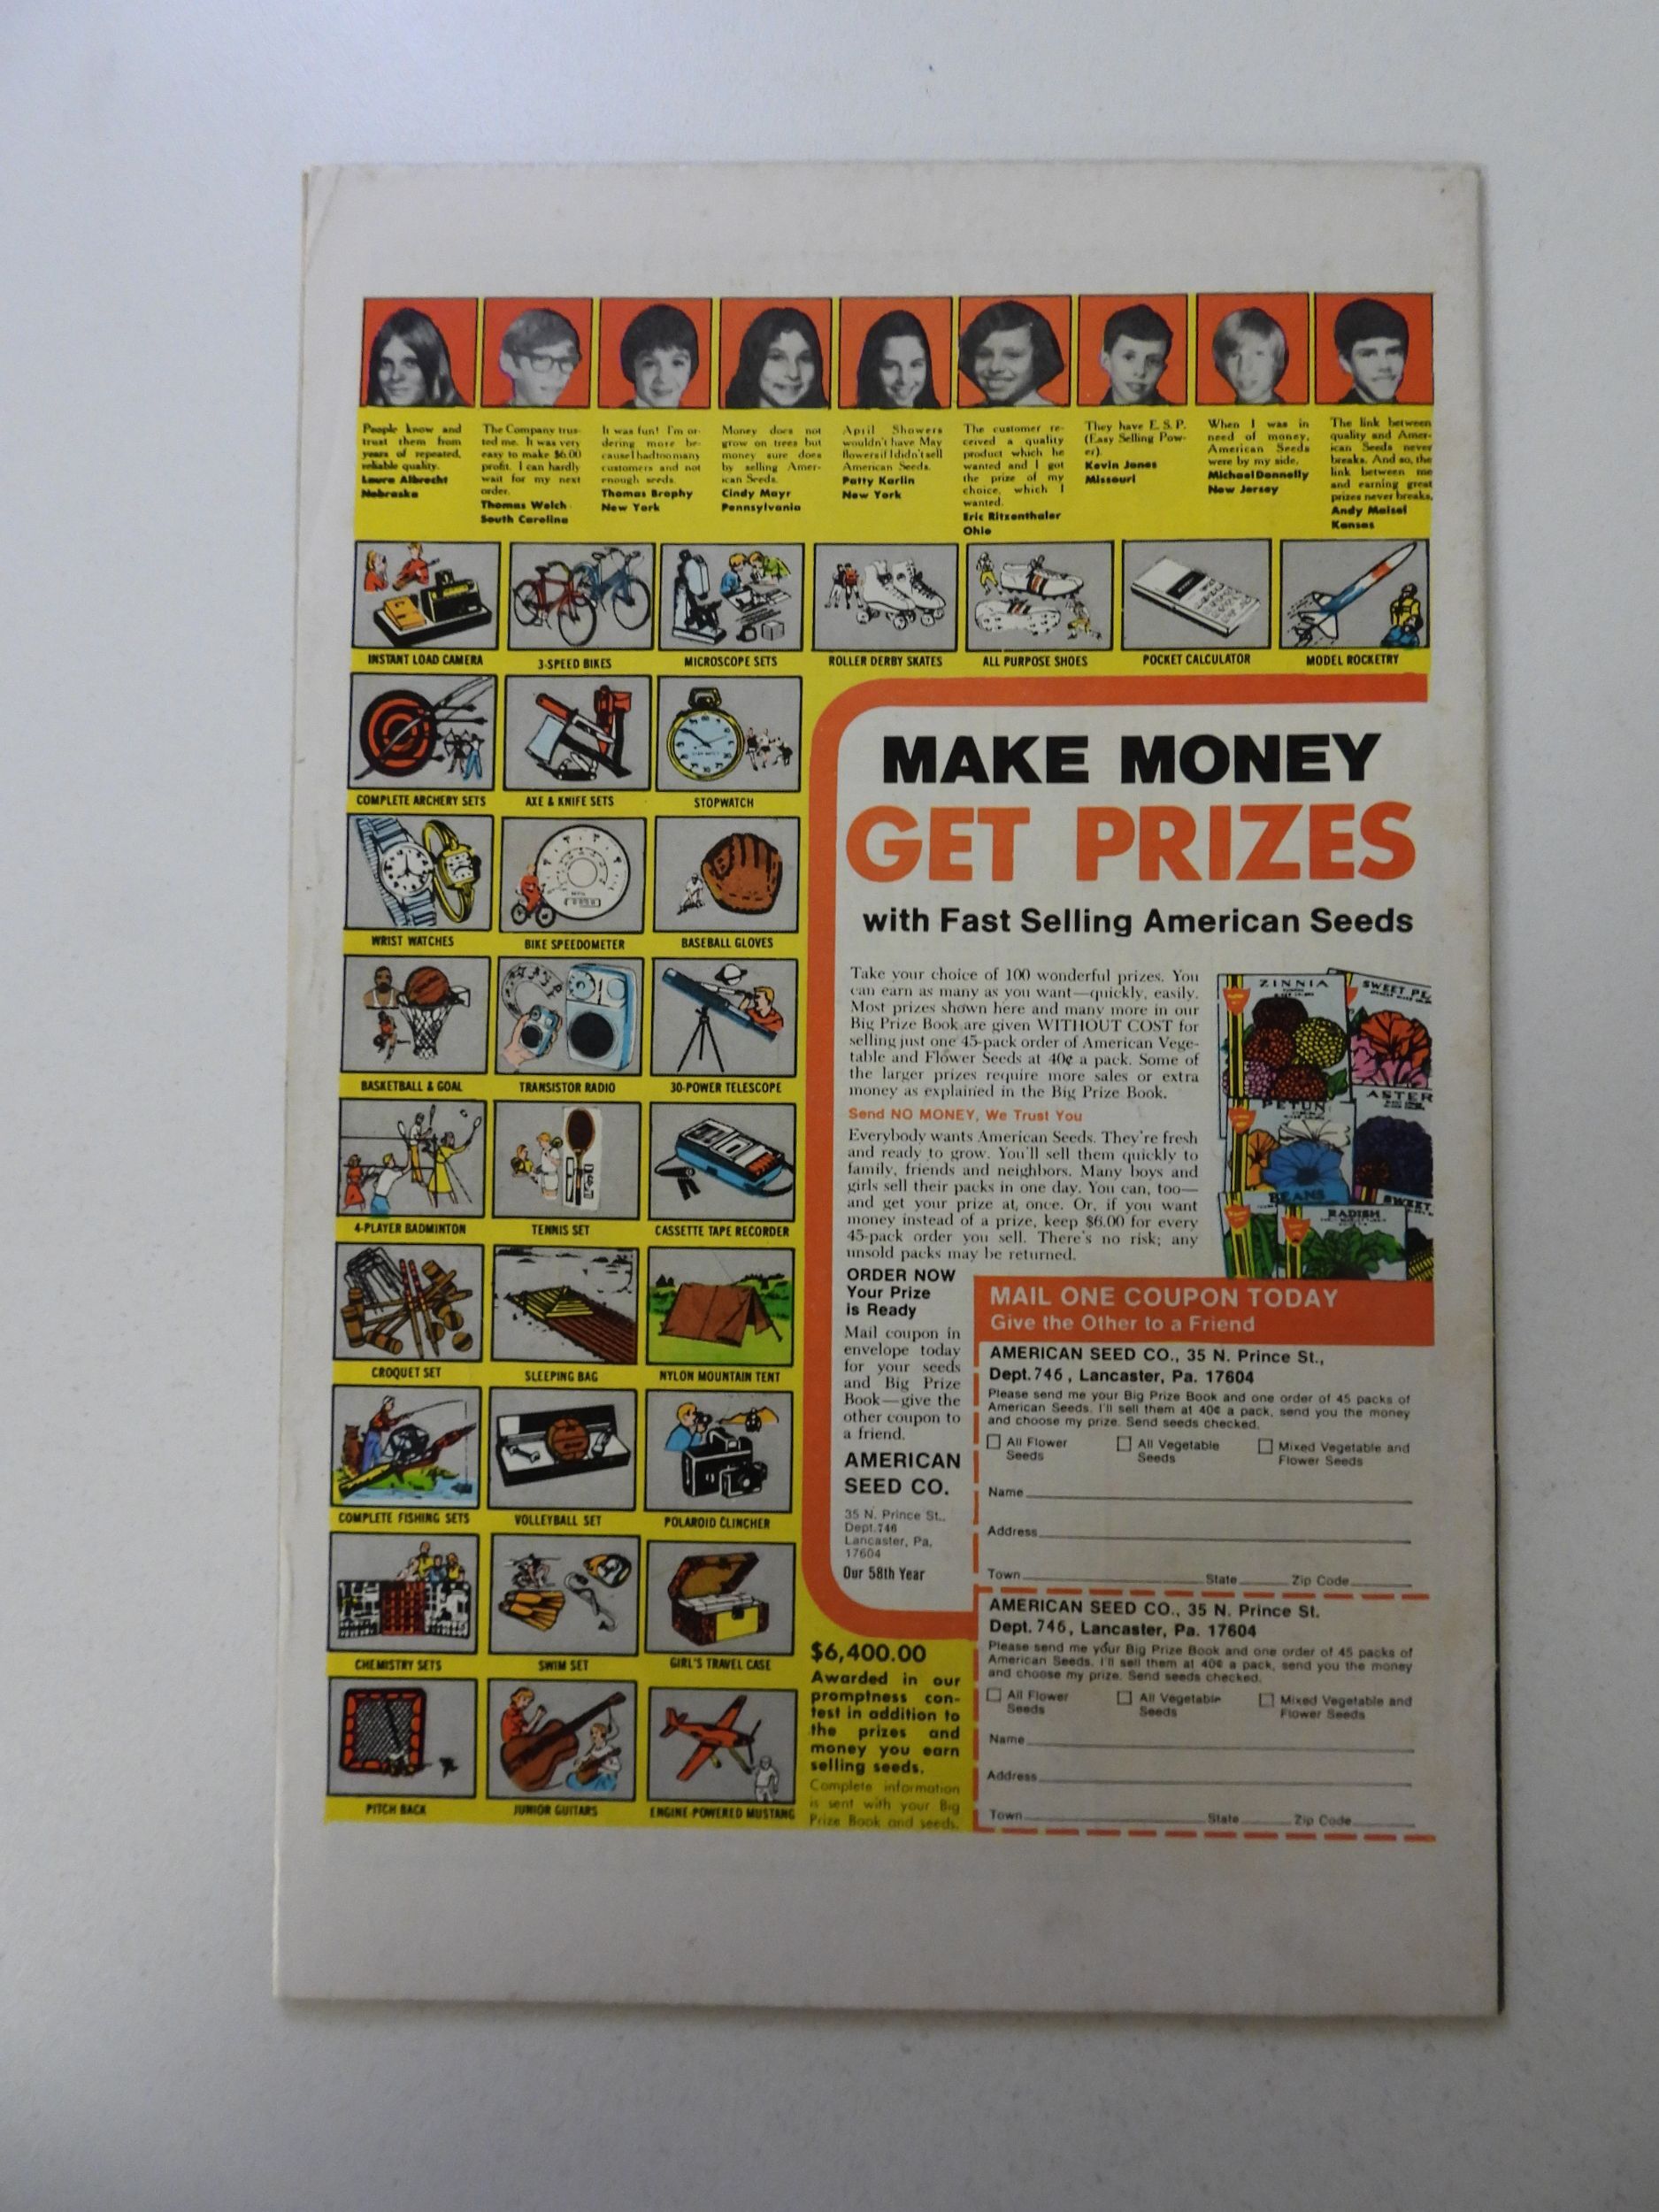 People know and
trust them from
years of repeated,
reliable quality.
Laura Albrecht
Nebraska
The Company trus-
ted me. It was very
easy to make $6.00
profit. I can hardly
wait for my next
order.
Thomas Welch
South Carolina
It was fun! I'm or-
dering more be-
cause I had too many
customers and not
enough seeds.
Thomas Brophy
New York
Money does not
grow on trees but
money sure does
by selling Amer-
ican Seeds.
Cindy Mayr
Pennsylvania
April Showers
wouldn't have May
flowers if I didn't sell
American Seeds.
Patty Karlin
New York
The customer re-
ceived a quality
product which he
wanted and I got
the prize of my
choice, which I
wanted.
Eric Ritzenthaler
Ohio
They have E. S. P.
(Easy Selling Pow-
er).
Kevin Jones
Missouri
When I was in
need of money,
American Seeds
were by my side.
Michael Donnelly
New Jersey
The link between
quality and Amer-
ican Seeds never
breaks. And so, the
link between me
and earning great
prizes never breaks.
Andy Maisel
Kansas
INSTANT LOAD CAMERA
3-SPEED BIKES
MICROSCOPE SETS
ROLLER DERBY SKATES
ALL PURPOSE SHOES
POCKET CALCULATOR
MODEL ROCKETRY
COMPLETE ARCHERY SETS
AXE & KNIFE SETS
STOPWATCH
WRIST WATCHES
BIKE SPEEDOMETER
BASEBALL GLOVES
BASKETBALL & GOAL
TRANSISTOR RADIO
30-POWER TELESCOPE
4-PLAYER BADMINTON
TENNIS SET
CASSETTE TAPE RECORDER
CROQUET SET
SLEEPING BAG
NYLON MOUNTAIN TENT
COMPLETE FISHING SETS
VOLLEYBALL SET
POLAROID CLINCHER
CHEMISTRY SETS
SWIM SET
GIRL'S TRAVEL CASE
PITCH BACK
JUNIOR GUITARS
ENGINE POWERED MUSTANG
MAKE MONEY
GET PRIZES
with Fast Selling American Seeds
Take your choice of 100 wonderful prizes. You
can earn as many as you want—quickly, easily.
Most prizes shown here and many more in our
Big Prize Book are given WITHOUT COST for
selling just one 45-pack order of American Vege-
table and Flower Seeds at 40¢ a pack. Some of
the larger prizes require more sales or extra
money as explained in the Big Prize Book.
Send NO MONEY, We Trust You
Everybody wants American Seeds. They're fresh
and ready to grow. You'll sell them quickly to
family, friends and neighbors. Many boys and
girls sell their packs in one day. You can, too—
and get your prize at once. Or, if you want
money instead of a prize, keep $6.00 for every
45-pack order you sell. There's no risk; any
unsold packs may be returned.
ZINNIA
SWEET PE
PETUN
ASTER
BEANS
RADISH
SWEET
ORDER NOW
Your Prize
is Ready
Mail coupon in
envelope today
for your seeds
and Big Prize
Book—give the
other coupon to
a friend.
AMERICAN
SEED CO.
35 N. Prince St.,
Dept.746
Lancaster, Pa.
17604
Our 58th Year
MAIL ONE COUPON TODAY
Give the Other to a Friend
AMERICAN SEED CO., 35 N. Prince St.,
Dept.746, Lancaster, Pa. 17604
Please send me your Big Prize Book and one order of 45 packs of
American Seeds. I'll sell them at 40¢ a pack, send you the money
and choose my prize. Send seeds checked.
All Flower
Seeds
All Vegetable
Seeds
Mixed Vegetable and
Flower Seeds
Name
Address
Town State Zip Code
AMERICAN SEED CO., 35 N. Prince St.
Dept. 746, Lancaster, Pa. 17604
Please send me your Big Prize Book and one order of 45 packs of
American Seeds. I'll sell them at 40¢ a pack, send you the money
and choose my prize. Send seeds checked.
All Flower
Seeds
All Vegetable
Seeds
Mixed Vegetable and
Flower Seeds
Name
Address
Town State Zip Code
$6,400.00
Awarded in our
promptness con-
test in addition to
the prizes and
money you earn
selling seeds.
Complete information
is sent with your Big
Prize Book and seeds.